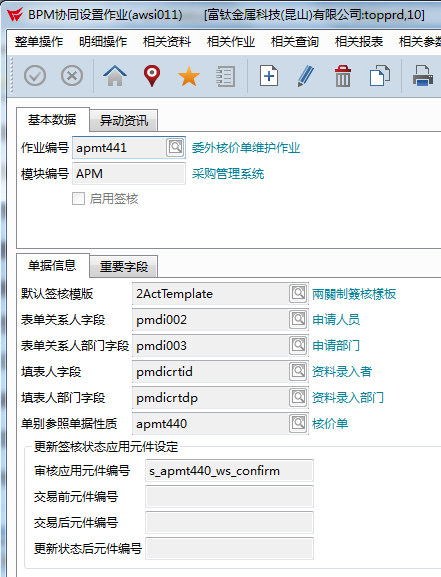 BPM协同设置作业(awsi011) [富钛金属科技(昆山)有限公司:topprd,10]
整单操作 明细操作 相关资料 相关作业 相关查询 相关报表 相关参数
基本数据 异动资讯
作业编号 apmt441 委外核价单维护作业
模块编号 APM 采购管理系统
启用签核
单据信息 重要字段
默认签核模版 2ActTemplate 兩關制簽核樣板
表单关系人字段 pmdi002 申请人员
表单关系人部门字段 pmdi003 申请部门
填表人字段 pmdicrtid 资料录入者
填表人部门字段 pmdicrtdp 资料录入部门
单别参照单据性质 apmt440 核价单
更新签核状态应用元件设定
审核应用元件编号 s_apmt440_ws_confirm
交易前元件编号
交易后元件编号
更新状态后元件编号